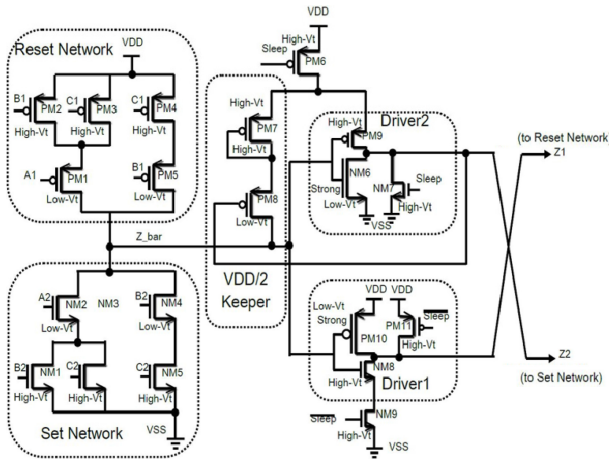 Reset Network
VDD
B1
PM2
High-Vt
C1
PM3
High-Vt
C1
PM4
High-Vt
A1
PM1
Low-Vt
B1
PM5
Low-Vt
Z_bar
A2
NM2
Low-Vt
NM3
B2
NM4
Low-Vt
B2
NM1
High-Vt
C2
High-Vt
C2
NM5
High-Vt
VSS
Set Network
VDD
High-Vt
Sleep
PM6
High-Vt
PM7
High-Vt
PM8
Low-Vt
VDD/2
Keeper
High-Vt
PM9
Driver2
NM6
Strong
Low-Vt
VSS
NM7
Sleep
High-Vt
(to Reset Network)
Z1
VDD
VDD
Low-Vt
Strong
PM10
PM11
Sleep
High-Vt
NM8
High-Vt
Driver1
Sleep
NM9
High-Vt
VSS
Z2
(to Set Network)